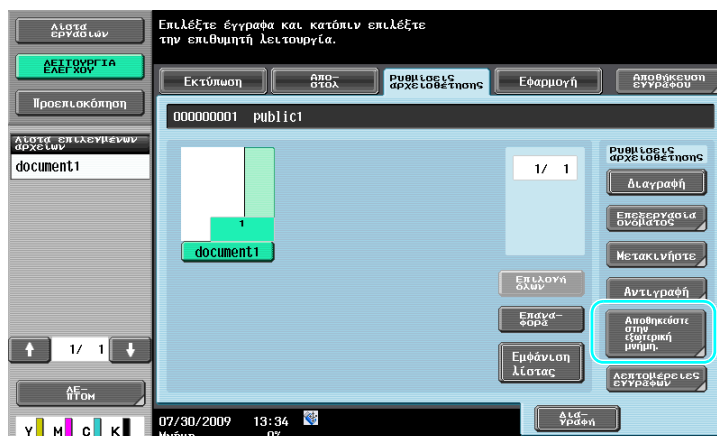 Λίστα
εργασιών
ΛΕΙΤΟΥΡΓΙΑ
ΕΛΕΓΧΟΥ
Προεπισκόπηση
Λίστα επιλεγμένων
αρχείων
document1
1/ 1
ΛΕ-
ΠΤΟΜ
Y M C K
Επιλέξτε έγγραφα και κατόπιν επιλέξτε
την επιθυμητή λειτουργία.
Εκτύπωση
Απο-
στολ
Ρυθμίσεις
αρχειοθέτησης
Εφαρμογή
Αποθήκευση
εγγράφου
000000001 public1
1
document1
1/ 1
Επιλογή
όλων
Επανα-
φορά
Εμφάνιση
λίστας
Ρυθμίσεις
αρχειοθέτησης
Διαγραφή
Επεξεργασία
ονόματος
Μετακινήστε
Αντιγραφή
Αποθηκεύστε
στην
εξωτερική
μνήμη.
Λεπτομέρειες
εγγράφων
07/30/2009 13:34
Μνήμη 0%
Δια-
γραφή